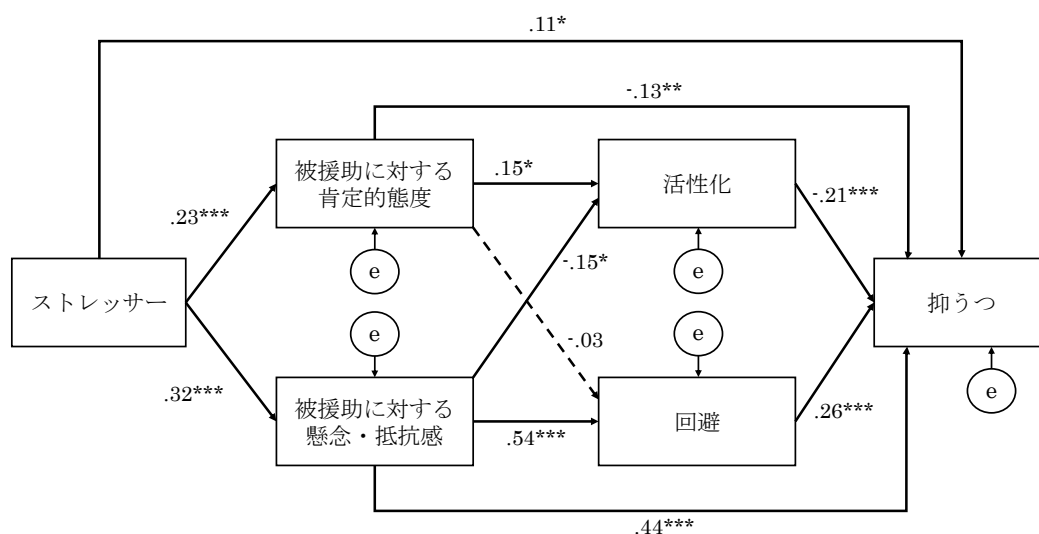 .11*
-.13**
被援助に対する
肯定的態度
.15*
活性化
-.21***
.23***
e
e
-.15*
ストレッサー
抑うつ
e
e
-.03
e
.32***
被援助に対する
懸念・抵抗感
.54***
回避
.26***
.44***